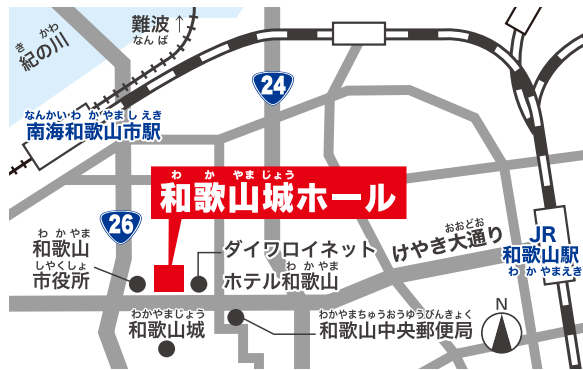 き かわ
紀の川
難波↑
なんば
24
なんかい わ か やま し えき
南海和歌山市駅
わ か やま じょう
和歌山城ホール
26
わ か やま
和歌山
しやくしょ
市役所
ダイワロイネット
わ か やま
ホテル和歌山
おおどお
けやき大通り
JR
和歌山駅
わ か やまえき
わかやまじょう
和歌山城
わかやまちゅうおうゆうびんきょく
和歌山中央郵便局
N